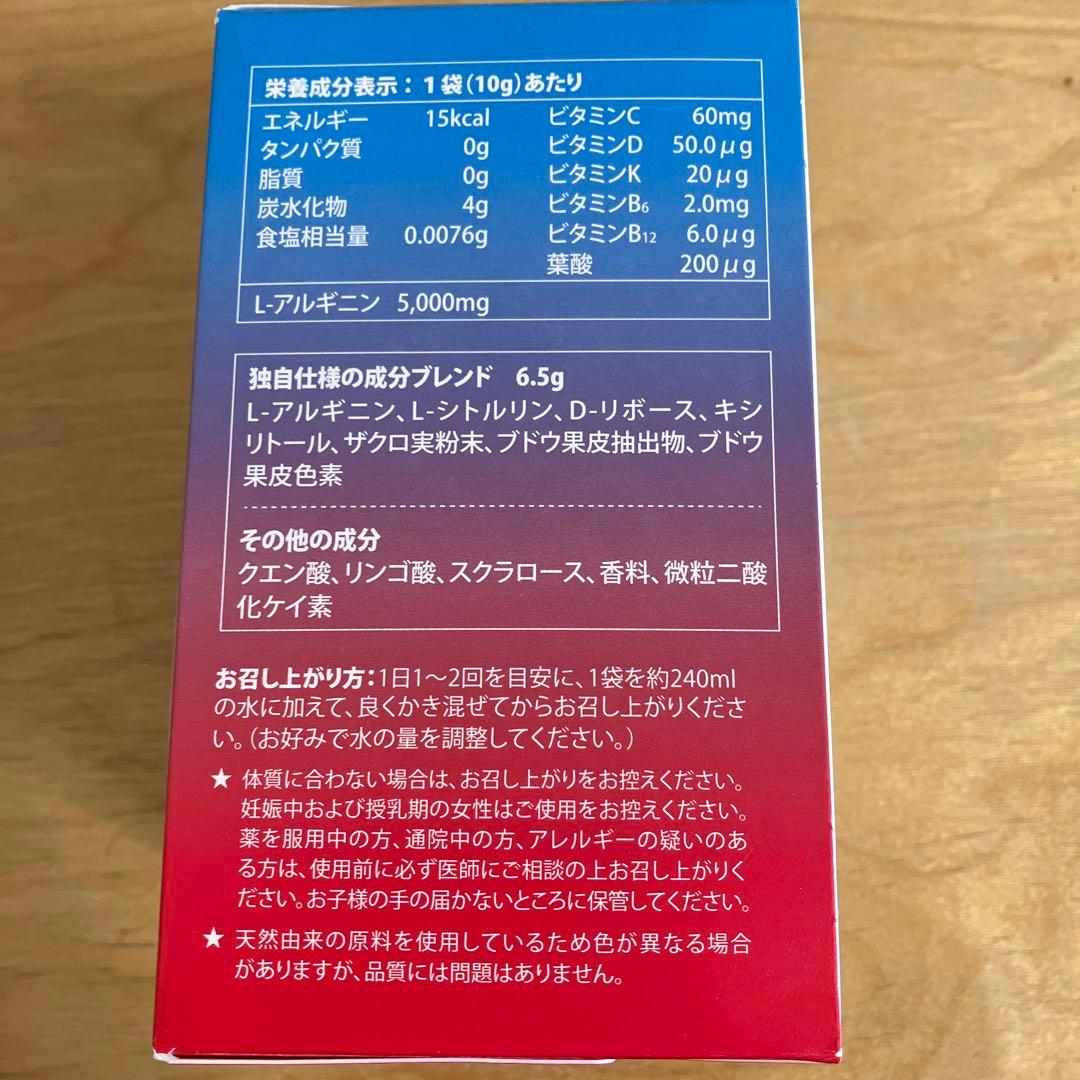 栄養成分表示：1袋(10g)あたり
エネルギー 15kcal
タンパク質 0g
脂質 0g
炭水化物 4g
食塩相当量 0.0076g
ビタミンC 60mg
ビタミンD 50.0μg
ビタミンK 20μg
ビタミンB₆ 2.0mg
ビタミンB₁₂ 6.0μg
葉酸 200μg
L-アルギニン 5,000mg
独自仕様の成分ブレンド 6.5g
L-アルギニン、L-シトルリン、D-リボース、キシ
リトール、ザクロ実粉末、ブドウ果皮抽出物、ブドウ
果皮色素
その他の成分
クエン酸、リンゴ酸、スクラロース、香料、微粒二酸
化ケイ素
お召し上がり方：1日1〜2回を目安に、1袋を約240ml
の水に加えて、良くかき混ぜてからお召し上がりくださ
い。（お好みで水の量を調整してください。）
★ 体質に合わない場合は、お召し上がりをお控えください。
妊娠中および授乳期の女性はご使用をお控えください。
薬を服用中の方、通院中の方、アレルギーの疑いのあ
る方は、使用前に必ず医師にご相談の上お召し上がりく
ださい。お子様の手の届かないところに保管してください。
★ 天然由来の原料を使用しているため色が異なる場合
がありますが、品質には問題はありません。